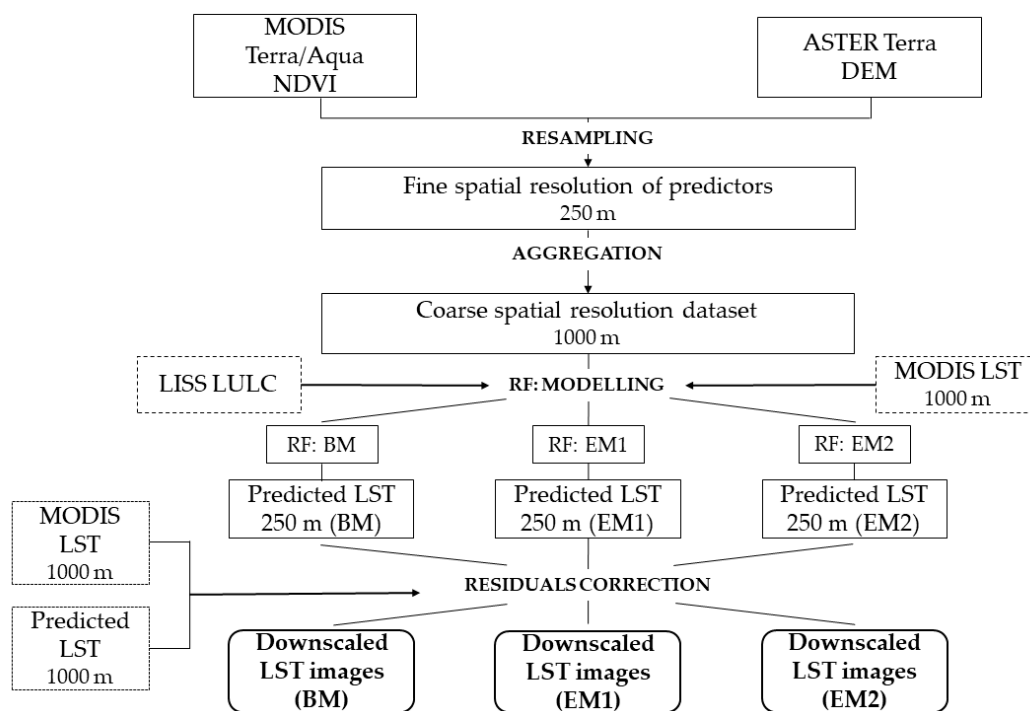 MODIS
Terra/Aqua
NDVI
ASTER Terra
DEM
RESAMPLING
Fine spatial resolution of predictors
250 m
AGGREGATION
Coarse spatial resolution dataset
1000 m
LISS LULC
RF: MODELLING
MODIS LST
1000 m
RF: BM
RF: EM1
RF: EM2
Predicted LST
250 m (BM)
Predicted LST
250 m (EM1)
Predicted LST
250 m (EM2)
MODIS
LST
1000 m
RESIDUALS CORRECTION
Predicted
LST
1000 m
Downscaled
LST images
(BM)
Downscaled
LST images
(EM1)
Downscaled
LST images
(EM2)